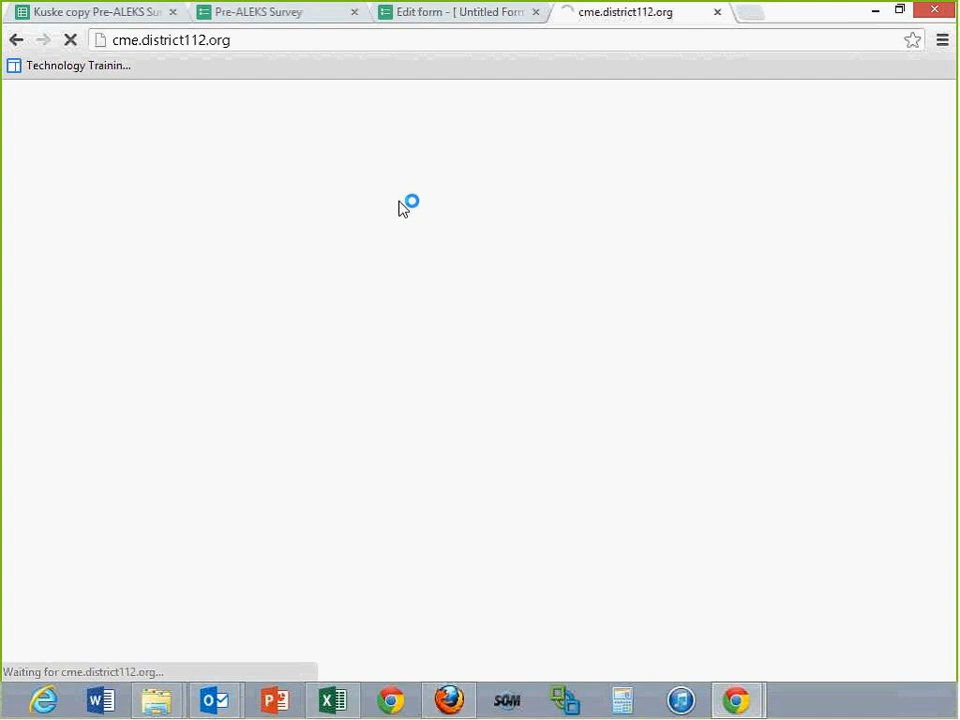 Kuske copy Pre-ALEKS Su
Pre-ALEKS Survey
Edit form - [ Untitled Form
cme.district112.org
cme.district112.org
Technology Trainin...
Waiting for cme.district112.org...
SOM